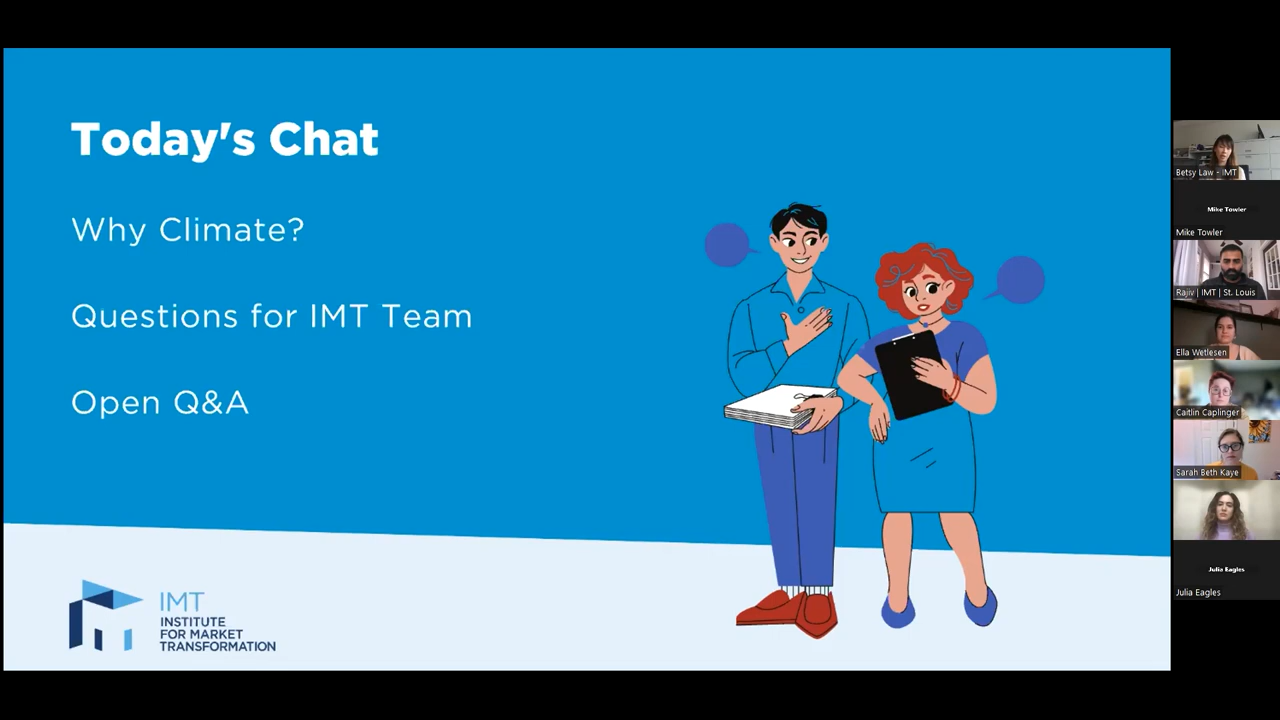 Today's Chat
Why Climate?
Questions for IMT Team
Open Q&A
IMT
INSTITUTE
FOR MARKET
TRANSFORMATION
Betsy Law - IMT
Mike Towler
Mike Towler
Rajiv | IMT | St. Louis
Ella Wetlesen
Caitlin Caplinger
Sarah Beth Kaye
Julia Eagles
Julia Eagles